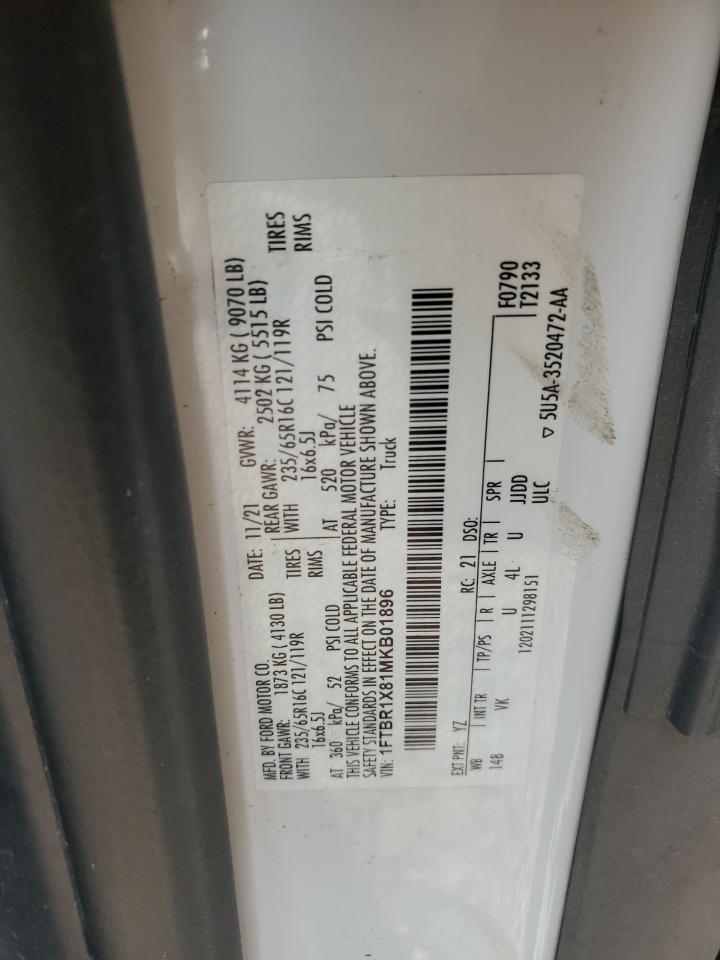 MFD. BY FORD MOTOR CO.
DATE: 11/21 GVWR: 4114 KG ( 9070 LB)
FRONT GAWR: 1873 KG ( 4130 LB)
REAR GAWR: 2502 KG ( 5515 LB)
WITH 235/65R16C 121/119R TIRES
WITH 235/65R16C 121/119R TIRES
16x6.5J RIMS
16x6.5J RIMS
AT 360 kPa/ 52 PSI COLD
AT 520 kPa/ 75 PSI COLD
THIS VEHICLE CONFORMS TO ALL APPLICABLE FEDERAL MOTOR VEHICLE
SAFETY STANDARDS IN EFFECT ON THE DATE OF MANUFACTURE SHOWN ABOVE.
VIN: 1FTBR1X81MKB01896 TYPE: Truck
EXT PNT: YZ RC: 21 DSO:
WB INT TR TP/PS R AXLE TR SPR F0790
T2133
148 VK U 4L U JJDD
1202111298151 ULC
▽ 5U5A-3520472-AA